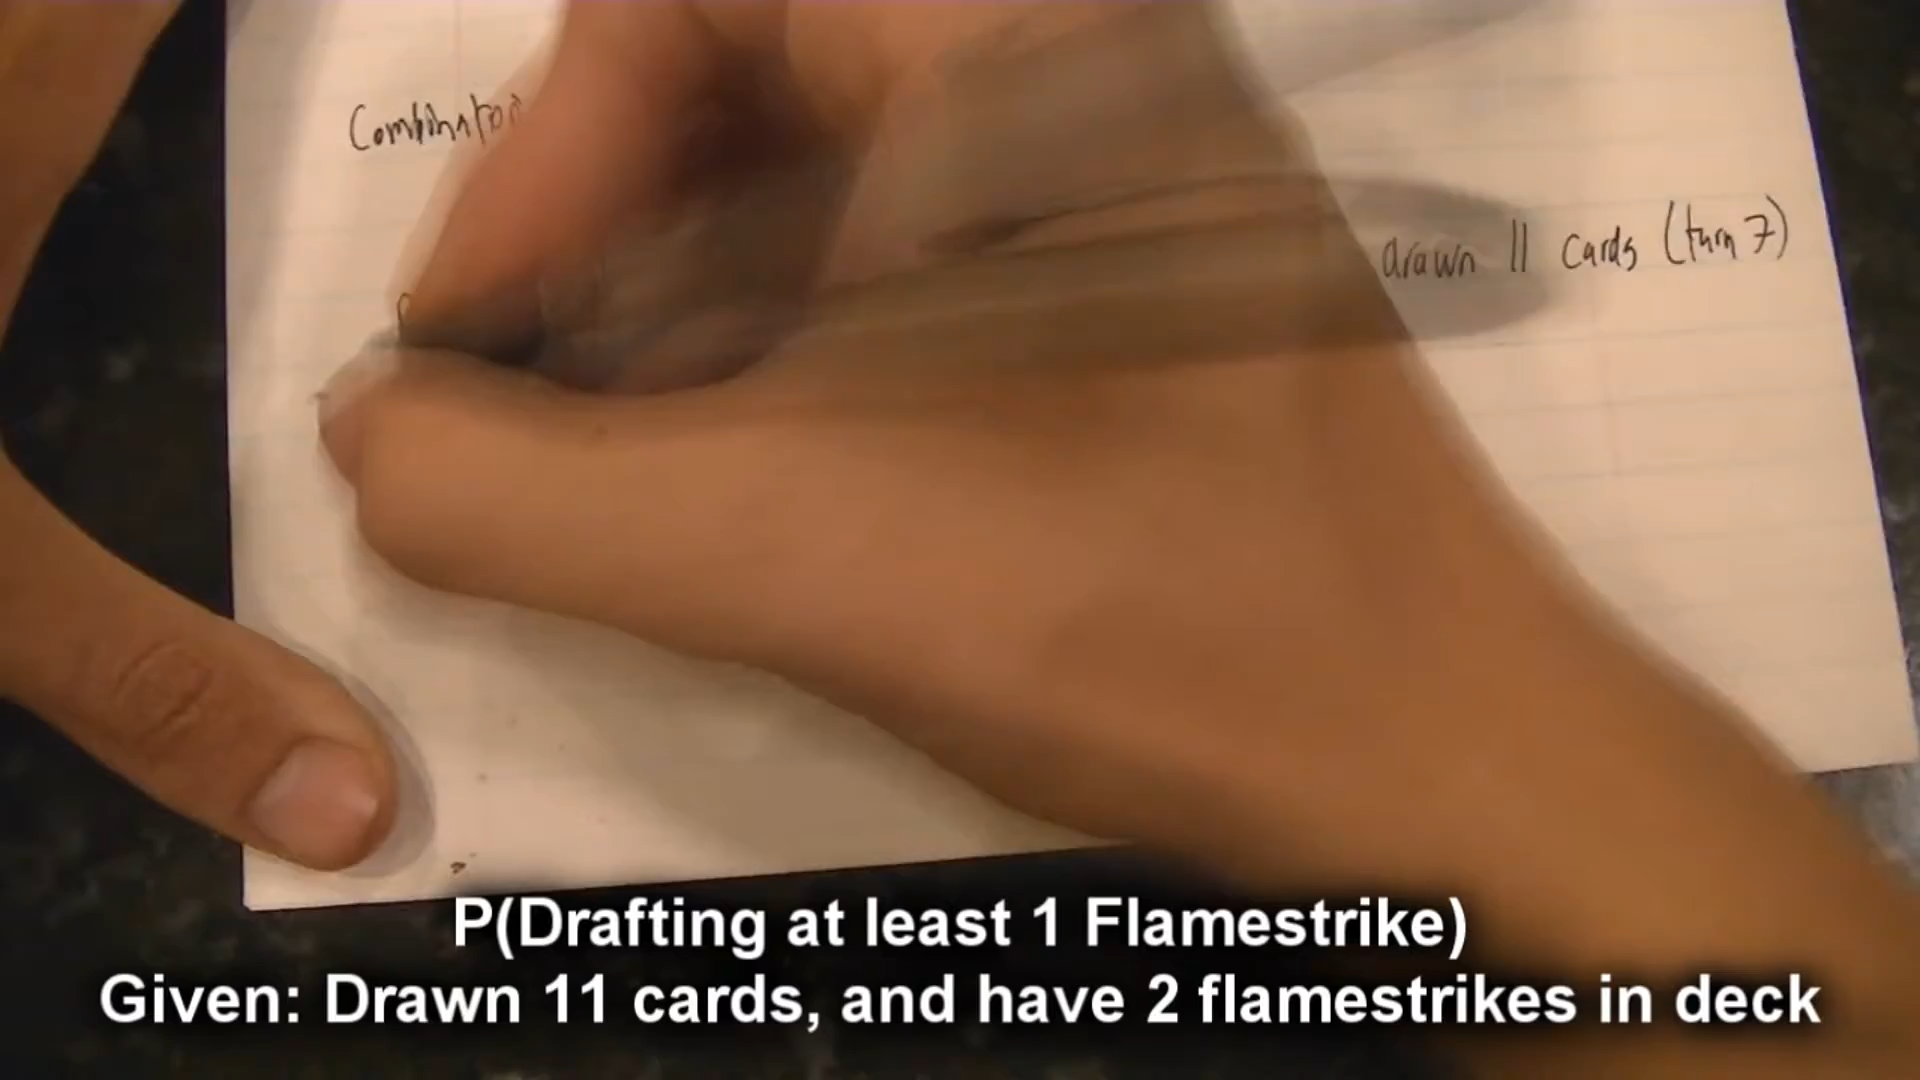 drawn 11 cards (turn 7)
P(Drafting at least 1 Flamestrike)
Given: Drawn 11 cards, and have 2 flamestrikes in deck